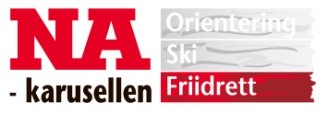 NA
- karusellen
Orientering
Ski
Friidrett